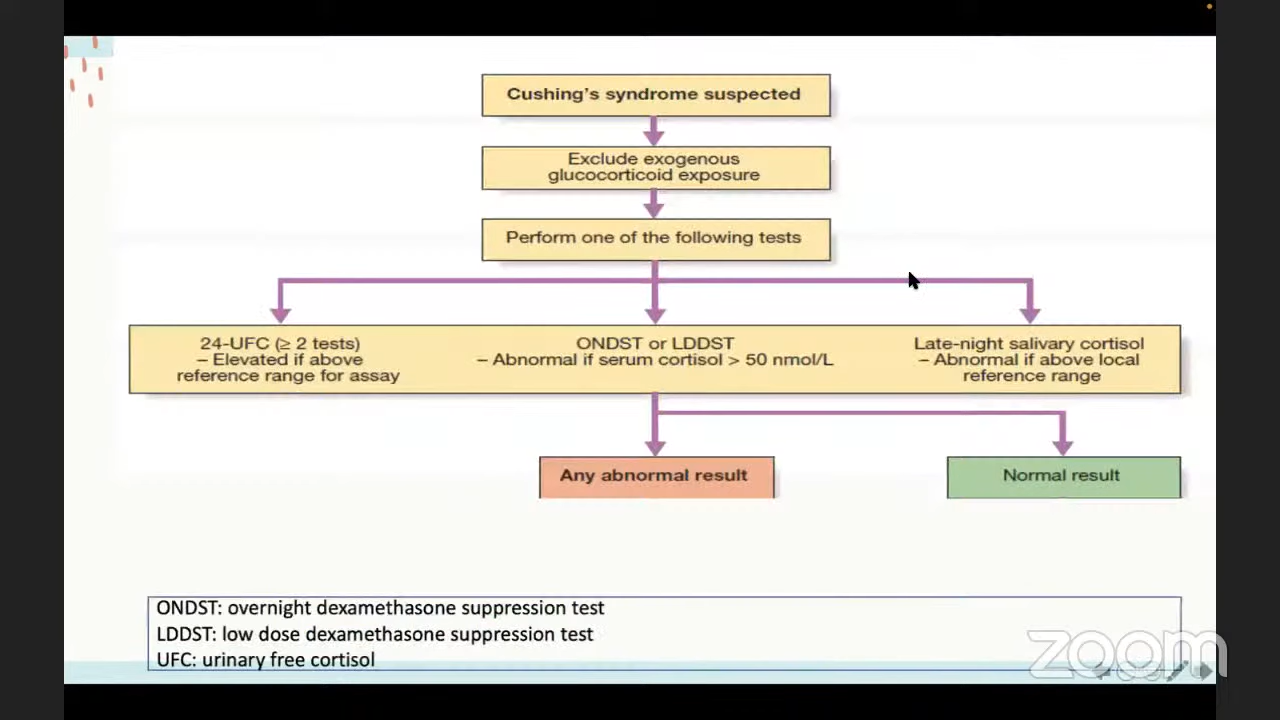 Cushing's syndrome suspected
Exclude exogenous
glucocorticoid exposure
Perform one of the following tests
24-UFC (≥ 2 tests)
– Elevated if above
reference range for assay
ONDST or LDDST
– Abnormal if serum cortisol > 50 nmol/L
Late-night salivary cortisol
– Abnormal if above local
reference range
Any abnormal result
Normal result
ONDST: overnight dexamethasone suppression test
LDDST: low dose dexamethasone suppression test
UFC: urinary free cortisol
zoom